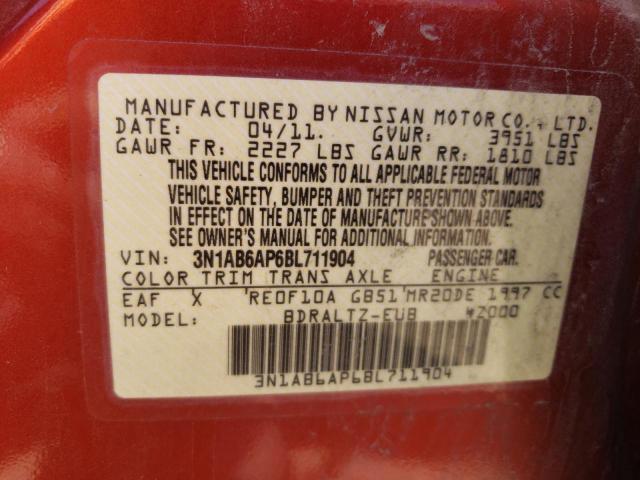 MANUFACTURED BY NISSAN MOTOR CO., LTD.
DATE: 04/11. GVWR: 3951 LBS
GAWR FR: 2227 LBS GAWR RR: 1810 LBS
THIS VEHICLE CONFORMS TO ALL APPLICABLE FEDERAL MOTOR
VEHICLE SAFETY, BUMPER AND THEFT PREVENTION STANDARDS
IN EFFECT ON THE DATE OF MANUFACTURE SHOWN ABOVE.
SEE OWNER'S MANUAL FOR ADDITIONAL INFORMATION.
VIN: 3N1AB6AP6BL711904 PASSENGER CAR.
COLOR TRIM TRANS AXLE ENGINE
EAF X 'RE0F10A GB51'MR20DE 1997 CC
MODEL: BDRALTZ-EUB *Z000
3N1AB6AP6BL711904